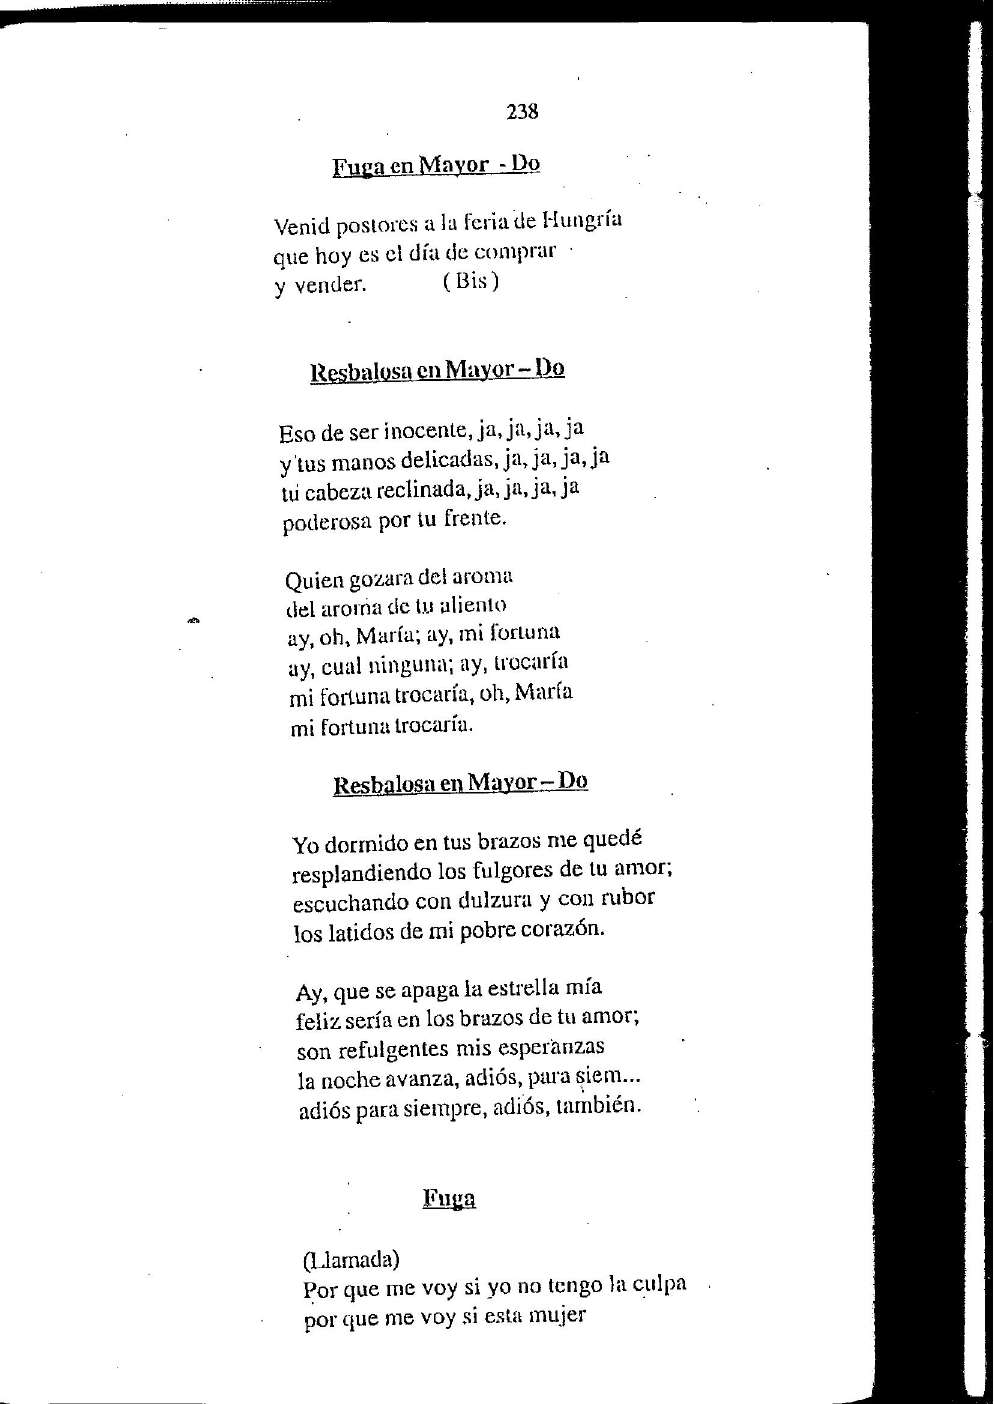 238
Fuga en Mayor - Do
Venid postores a la feria de Hungría
que hoy es el día de comprar
y vender. (Bis)
Resbalosa en Mayor – Do
Eso de ser inocente, ja, ja, ja, ja
y tus manos delicadas, ja, ja, ja, ja
tu cabeza reclinada, ja, ja, ja, ja
poderosa por tu frente.
Quien gozara del aroma
del aroma de tu aliento
ay, oh, María; ay, mi fortuna
ay, cual ninguna; ay, trocaría
mi fortuna trocaría, oh, María
mi fortuna trocaría.
Resbalosa en Mayor – Do
Yo dormido en tus brazos me quedé
resplandiendo los fulgores de tu amor;
escuchando con dulzura y con rubor
los latidos de mi pobre corazón.
Ay, que se apaga la estrella mía
feliz sería en los brazos de tu amor;
son refulgentes mis esperanzas
la noche avanza, adiós, para siem...
adiós para siempre, adiós, también.
Fuga
(Llamada)
Por que me voy si yo no tengo la culpa
por que me voy si esta mujer